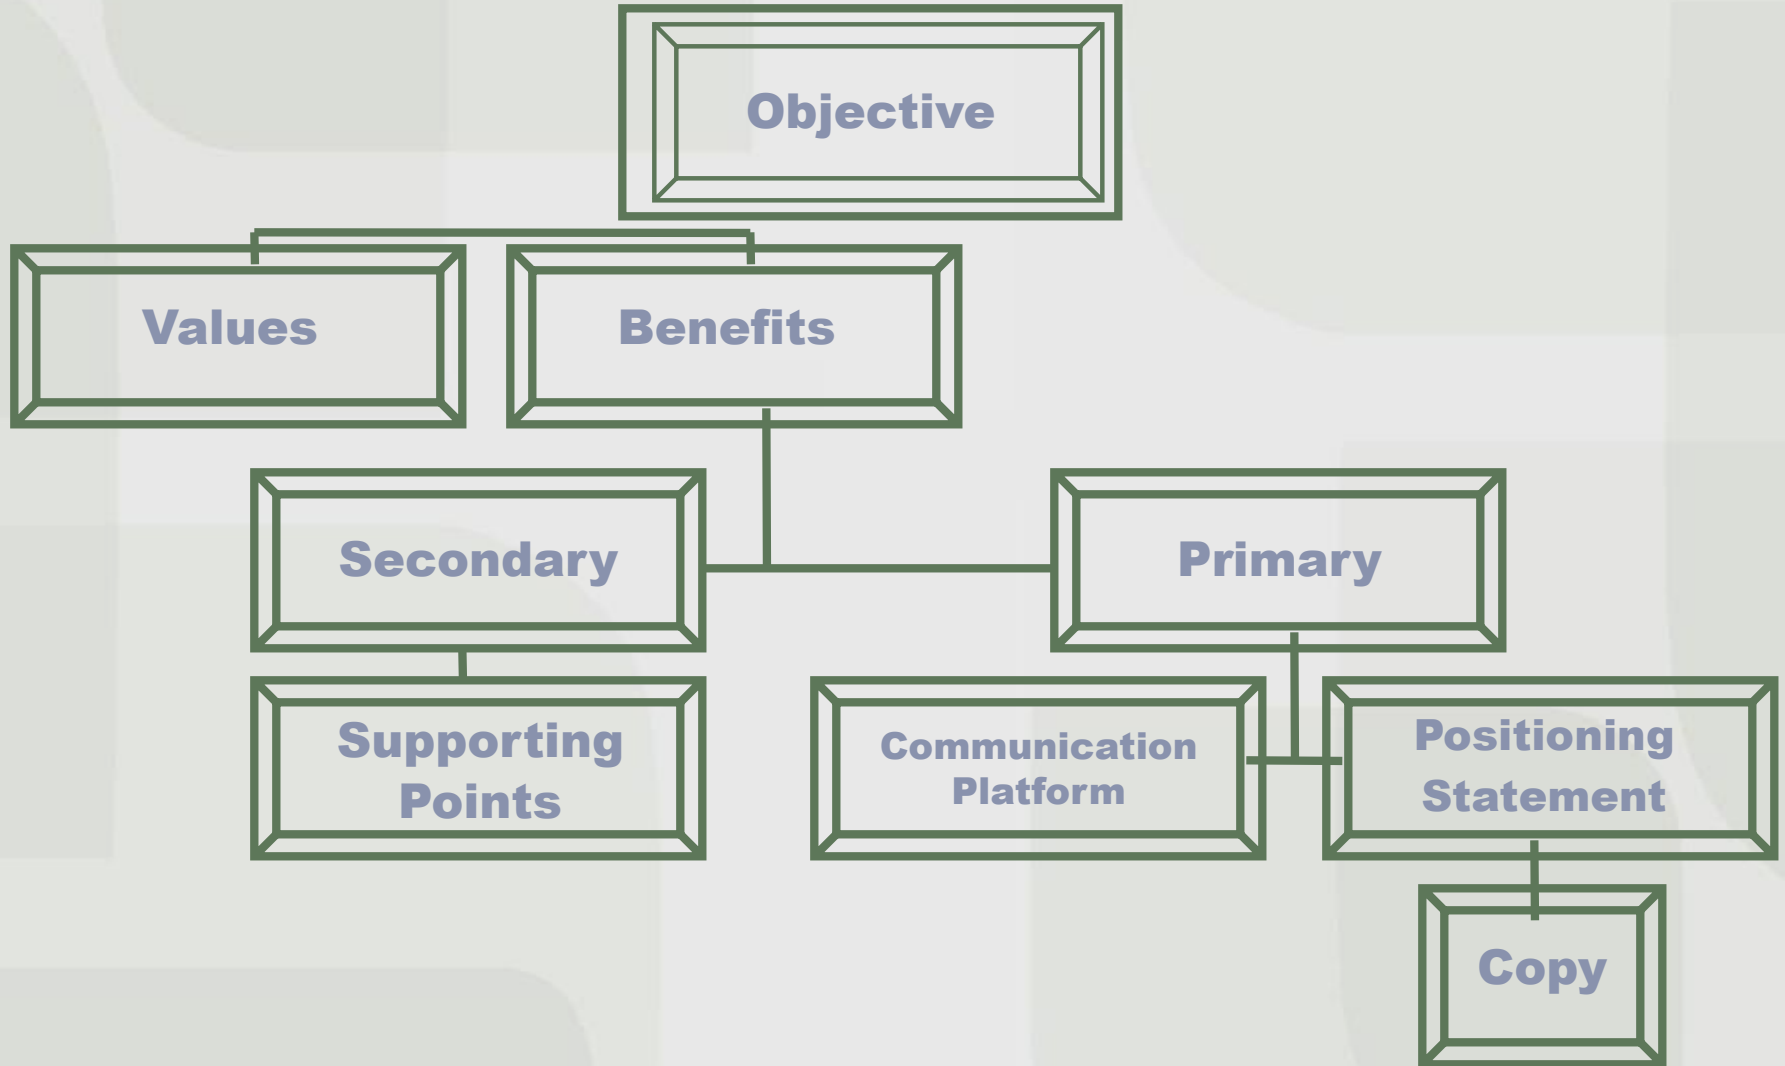 Objective
Values
Benefits
Secondary
Primary
Supporting
Points
Communication
Platform
Positioning
Statement
Copy